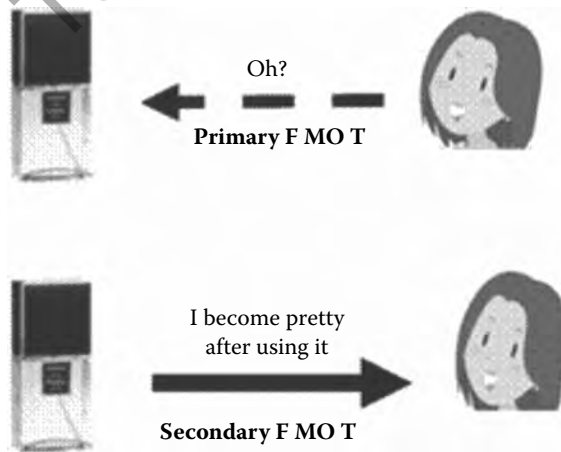 Oh?
Primary F MO T
I become pretty
after using it
Secondary F MO T